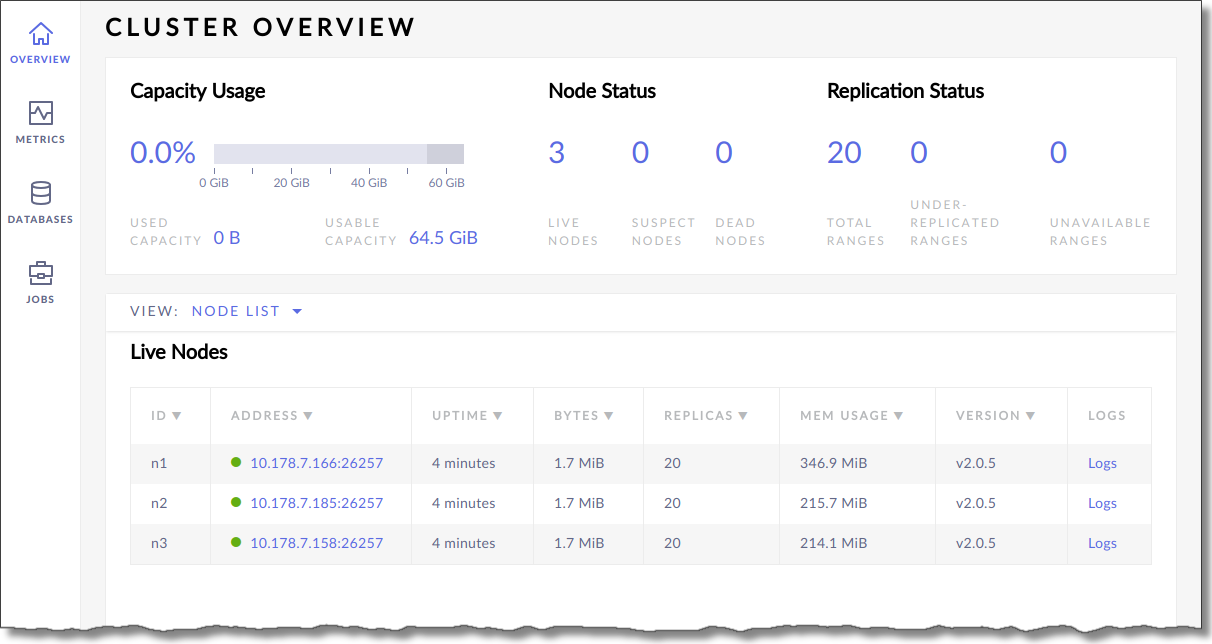 CLUSTER OVERVIEW
OVERVIEW
METRICS
DATABASES
JOBS
Capacity Usage
0.0%
0 GiB 20 GiB 40 GiB 60 GiB
USED
CAPACITY 0 B
USABLE
CAPACITY 64.5 GiB
Node Status
3 0 0
LIVE
NODES
SUSPECT
NODES
DEAD
NODES
Replication Status
20 0 0
TOTAL
RANGES
UNDER-
REPLICATED
RANGES
UNAVAILABLE
RANGES
VIEW: NODE LIST
Live Nodes
ID ▼ ADDRESS ▼ UPTIME ▼ BYTES ▼ REPLICAS ▼ MEM USAGE ▼ VERSION ▼ LOGS
n1 10.178.7.166:26257 4 minutes 1.7 MiB 20 346.9 MiB v2.0.5 Logs
n2 10.178.7.185:26257 4 minutes 1.7 MiB 20 215.7 MiB v2.0.5 Logs
n3 10.178.7.158:26257 4 minutes 1.7 MiB 20 214.1 MiB v2.0.5 Logs